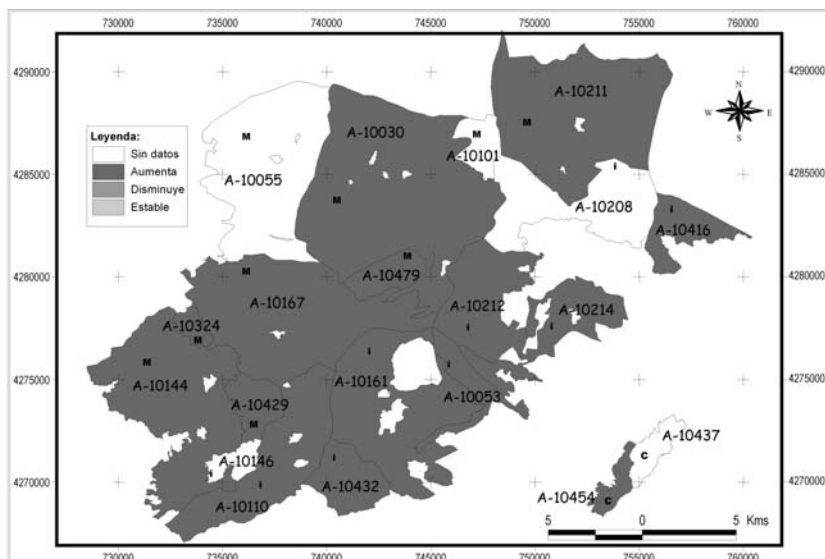 730000 735000 740000 745000 750000 755000 760000
4290000 4290000
4285000 4285000
4280000 4280000
4275000 4275000
4270000 4270000
Leyenda:
Sin datos
Aumenta
Disminuye
Estable
N
W E
S
A-10211
M
M
A-10030
M
A-10101
i
A-10055
M
A-10208
i
A-10416
M
A-10479
M
A-10167
A-10212
i
A-10214
i
A-10324
M
M
A-10144
i
A-10161
i
A-10053
A-10429
M
A-10146
i
i
A-10110
i
A-10432
A-10437
C
A-10454
C
5 0 5 Kms
730000 735000 740000 745000 750000 755000 760000